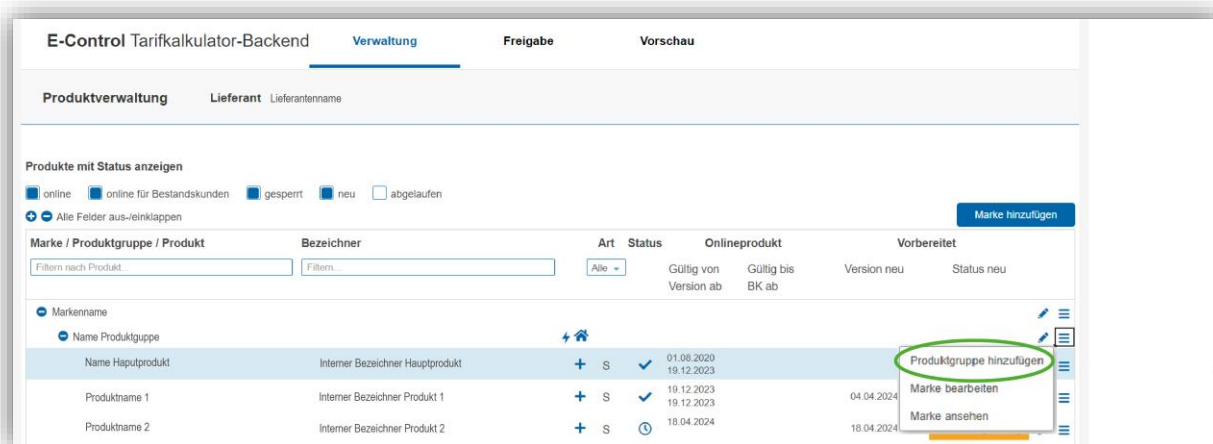 E-Control Tarifkalkulator-Backend Verwaltung Freigabe Vorschau
Produktverwaltung Lieferant Lieferantenname
Produkte mit Status anzeigen
online online für Bestandskunden gesperrt neu abgelaufen
Alle Felder aus-/einklappen Marke hinzufügen
Marke / Produktgruppe / Produkt Bezeichner Art Status Onlineprodukt Vorbereitet
Filtern nach Produkt... Filtern... Alle Gültig von Gültig bis Version neu Status neu
Version ab BK ab
Markenname
Name Produktguppe
Name Haputprodukt Interner Bezeichner Hauptprodukt S 01.08.2020 Produktgruppe hinzufügen
19.12.2023
Produktname 1 Interner Bezeichner Produkt 1 S 19.12.2023 04.04.2024 Marke bearbeiten
19.12.2023
Marke ansehen
Produktname 2 Interner Bezeichner Produkt 2 S 18.04.2024 18.04.2024